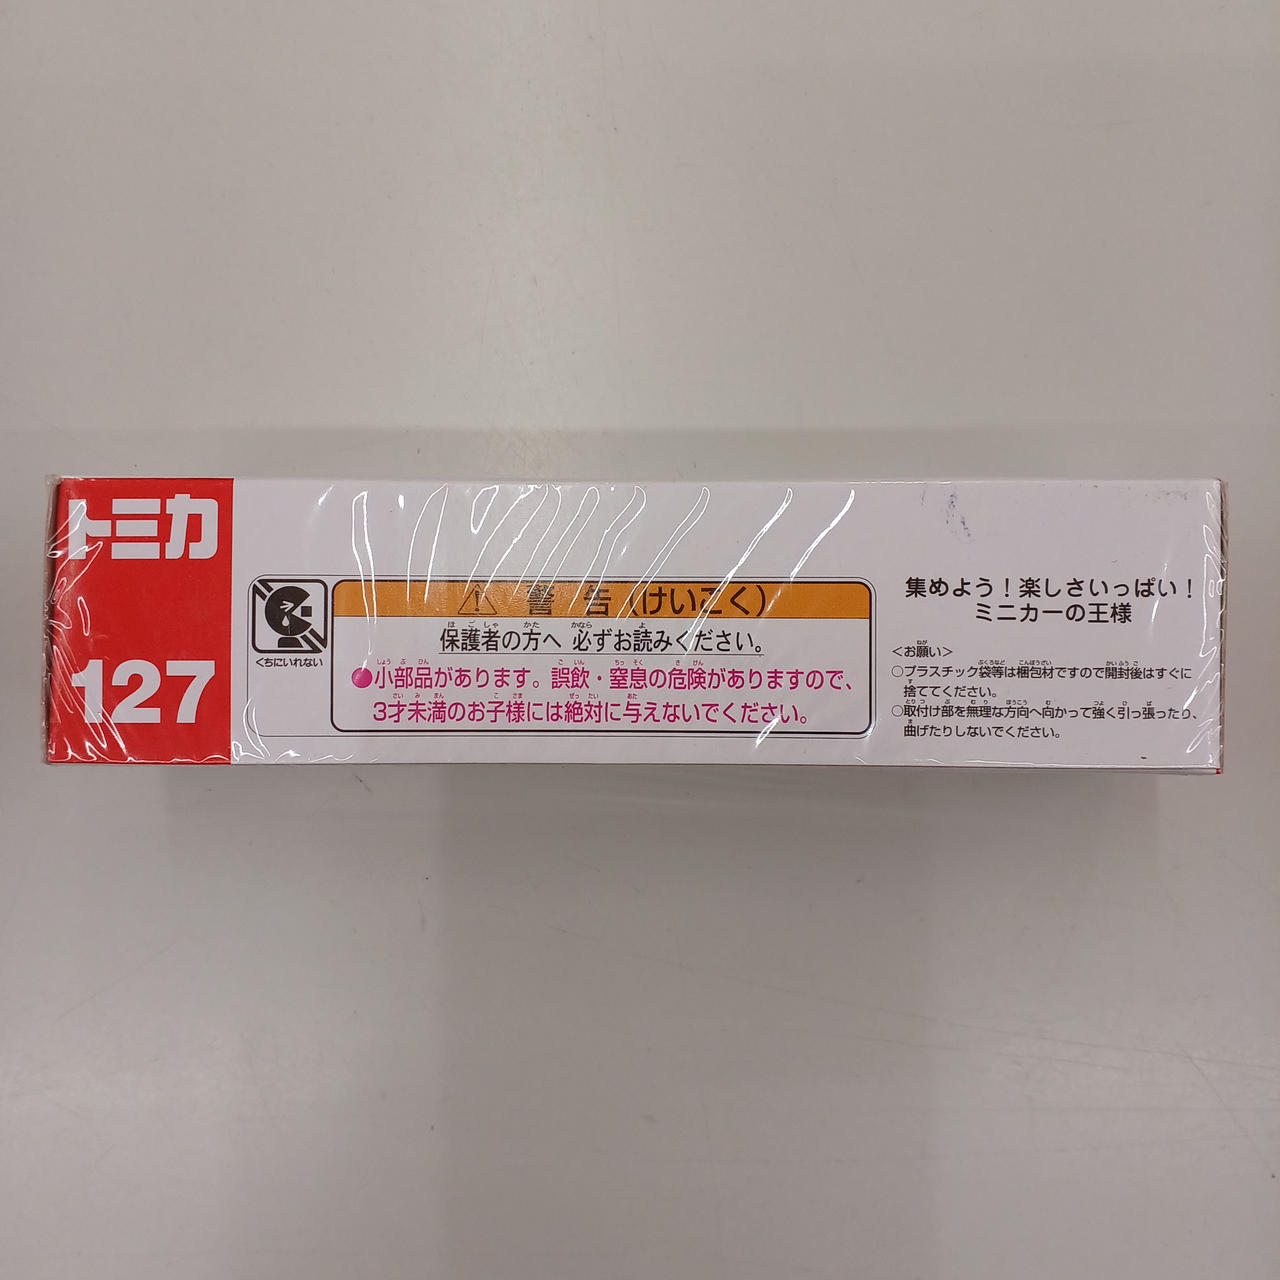 トミカ
127
くちにいれない
警告(けいこく)
保護者の方へ 必ずお読みください。
●小部品があります。誤飲・窒息の危険がありますので、
3才未満のお子様には絶対に与えないでください。
集めよう!楽しさいっぱい!
ミニカーの王様
<お願い>
○プラスチック袋等は梱包材ですので開封後はすぐに
捨ててください。
○取付け部を無理な方向へ向かって強く引っ張ったり、
曲げたりしないでください。